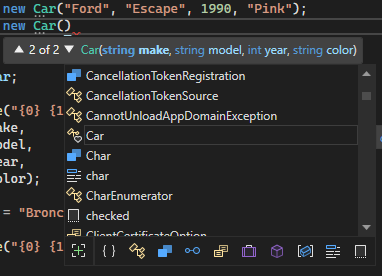 new Car("Ford", "Escape", 1990, "Pink");
new Car()
▲ 2 of 2 ▼ Car(string make, string model, int year, string color)
ar;
CancellationTokenRegistration
CancellationTokenSource
e("{0} {1
CannotUnloadAppDomainException
ake,
Car
odel,
Char
ear,
char
olor);
CharEnumerator
= "Bronc
checked
ClientCertificateOption
e("{0} {1